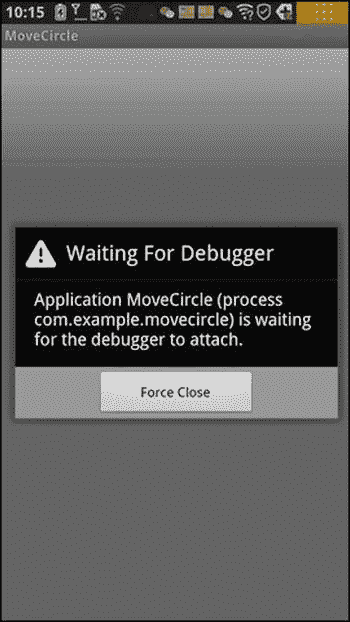 10:15
MoveCircle
Waiting For Debugger
Application MoveCircle (process
com.example.movecircle) is waiting
for the debugger to attach.
Force Close